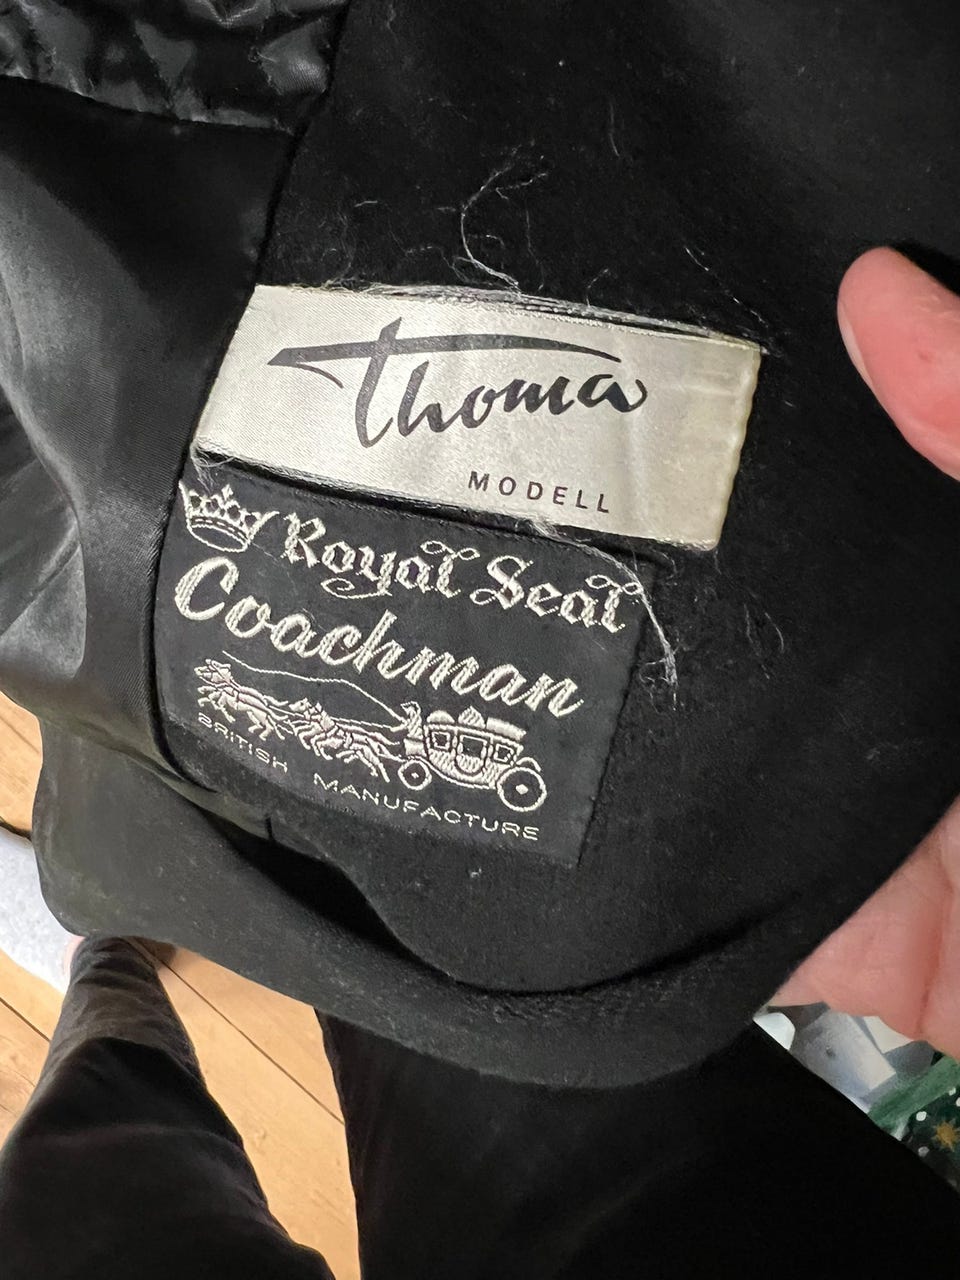 Thoma
MODELL
Royal Seal
Coachman
BRITISH MANUFACTURE